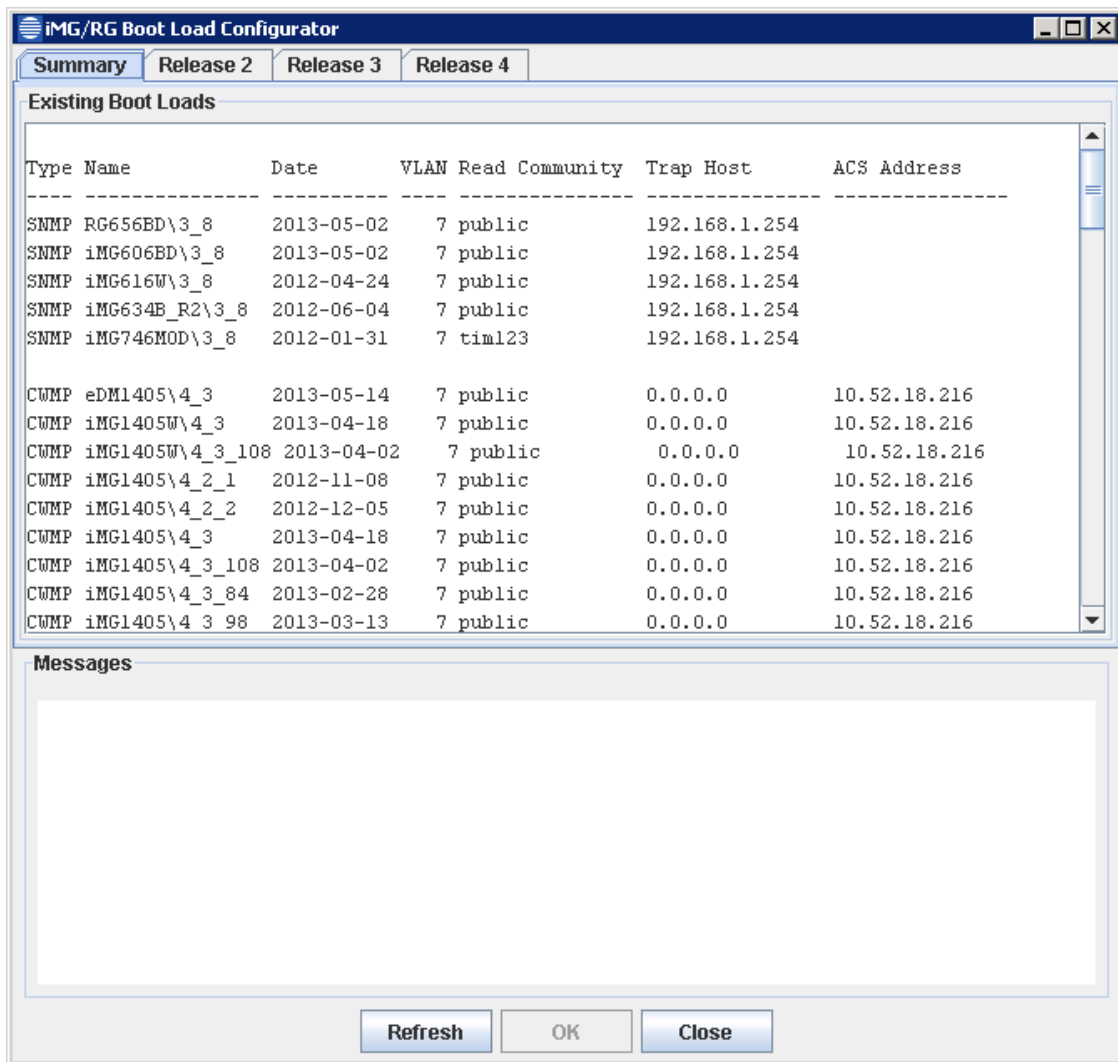 iMG/RG Boot Load Configurator
Summary Release 2 Release 3 Release 4
Existing Boot Loads
Type Name Date VLAN Read Community Trap Host ACS Address
---- --------------- ---------- ---- --------------- --------------- ---------------
SNMP RG656BD\3_8 2013-05-02 7 public 192.168.1.254
SNMP iMG606BD\3_8 2013-05-02 7 public 192.168.1.254
SNMP iMG616W\3_8 2012-04-24 7 public 192.168.1.254
SNMP iMG634B_R2\3_8 2012-06-04 7 public 192.168.1.254
SNMP iMG746MOD\3_8 2012-01-31 7 tim123 192.168.1.254
CWMP eDM1405\4_3 2013-05-14 7 public 0.0.0.0 10.52.18.216
CWMP iMG1405W\4_3 2013-04-18 7 public 0.0.0.0 10.52.18.216
CWMP iMG1405W\4_3_108 2013-04-02 7 public 0.0.0.0 10.52.18.216
CWMP iMG1405\4_2_1 2012-11-08 7 public 0.0.0.0 10.52.18.216
CWMP iMG1405\4_2_2 2012-12-05 7 public 0.0.0.0 10.52.18.216
CWMP iMG1405\4_3 2013-04-18 7 public 0.0.0.0 10.52.18.216
CWMP iMG1405\4_3_108 2013-04-02 7 public 0.0.0.0 10.52.18.216
CWMP iMG1405\4_3_84 2013-02-28 7 public 0.0.0.0 10.52.18.216
CWMP iMG1405\4_3_98 2013-03-13 7 public 0.0.0.0 10.52.18.216
Messages
Refresh OK Close